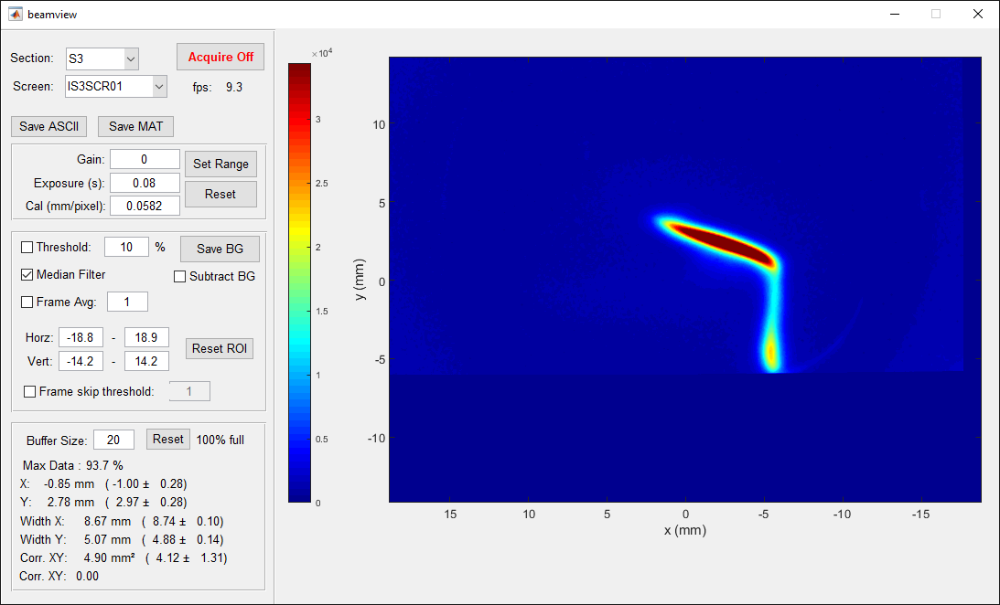 beamview
Section: S3 Acquire Off
Screen: IS3SCR01 fps: 9.3
Save ASCII Save MAT
Gain: 0 Set Range
Exposure (s): 0.08
Cal (mm/pixel): 0.0582 Reset
Threshold: 10 % Save BG
Median Filter Subtract BG
Frame Avg: 1
Horz: -18.8 - 18.9 Reset ROI
Vert: -14.2 - 14.2
Frame skip threshold: 1
Buffer Size: 20 Reset 100% full
Max Data : 93.7 %
X: -0.85 mm ( -1.00 ± 0.28)
Y: 2.78 mm ( 2.97 ± 0.28)
Width X: 8.67 mm ( 8.74 ± 0.10)
Width Y: 5.07 mm ( 4.88 ± 0.14)
Corr. XY: 4.90 mm² ( 4.12 ± 1.31)
Corr. XY: 0.00
×10⁴
3
2.5
2
1.5
1
0.5
0
y (mm)
10
5
0
-5
-10
15 10 5 0 -5 -10 -15
x (mm)